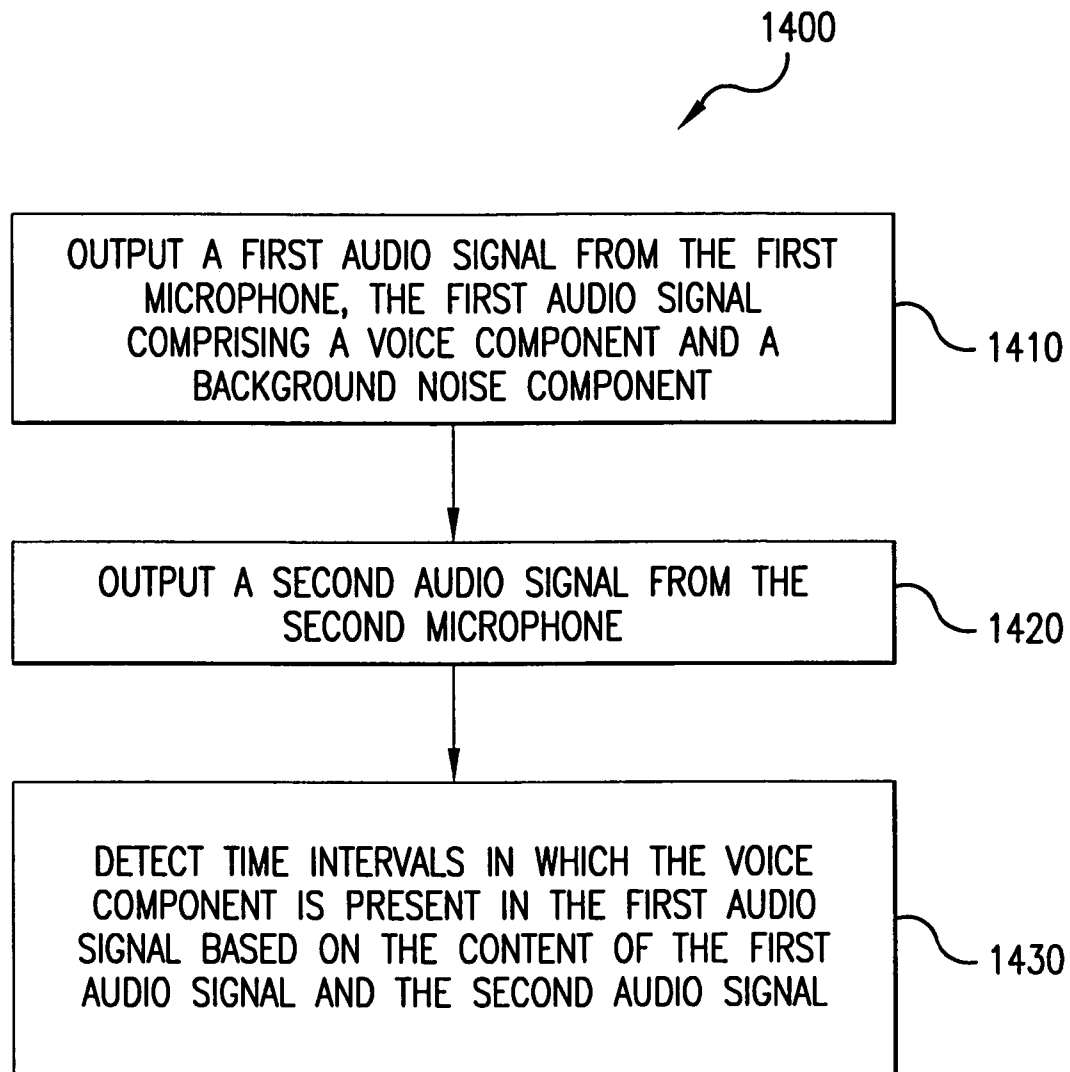 1400
OUTPUT A FIRST AUDIO SIGNAL FROM THE FIRST
MICROPHONE, THE FIRST AUDIO SIGNAL
COMPRISING A VOICE COMPONENT AND A
BACKGROUND NOISE COMPONENT
1410
OUTPUT A SECOND AUDIO SIGNAL FROM THE
SECOND MICROPHONE
1420
DETECT TIME INTERVALS IN WHICH THE VOICE
COMPONENT IS PRESENT IN THE FIRST AUDIO
SIGNAL BASED ON THE CONTENT OF THE FIRST
AUDIO SIGNAL AND THE SECOND AUDIO SIGNAL
1430